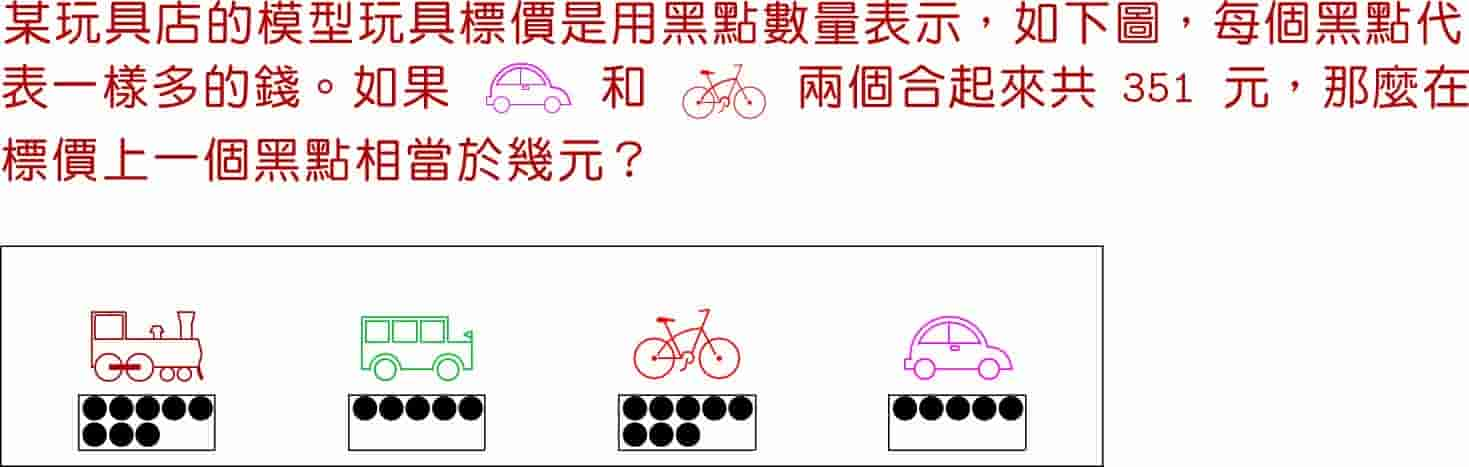 某玩具店的模型玩具標價是用黑點數量表示，如下圖，每個黑點代
表一樣多的錢。如果 和 兩個合起來共 351 元，那麼在
標價上一個黑點相當於幾元？